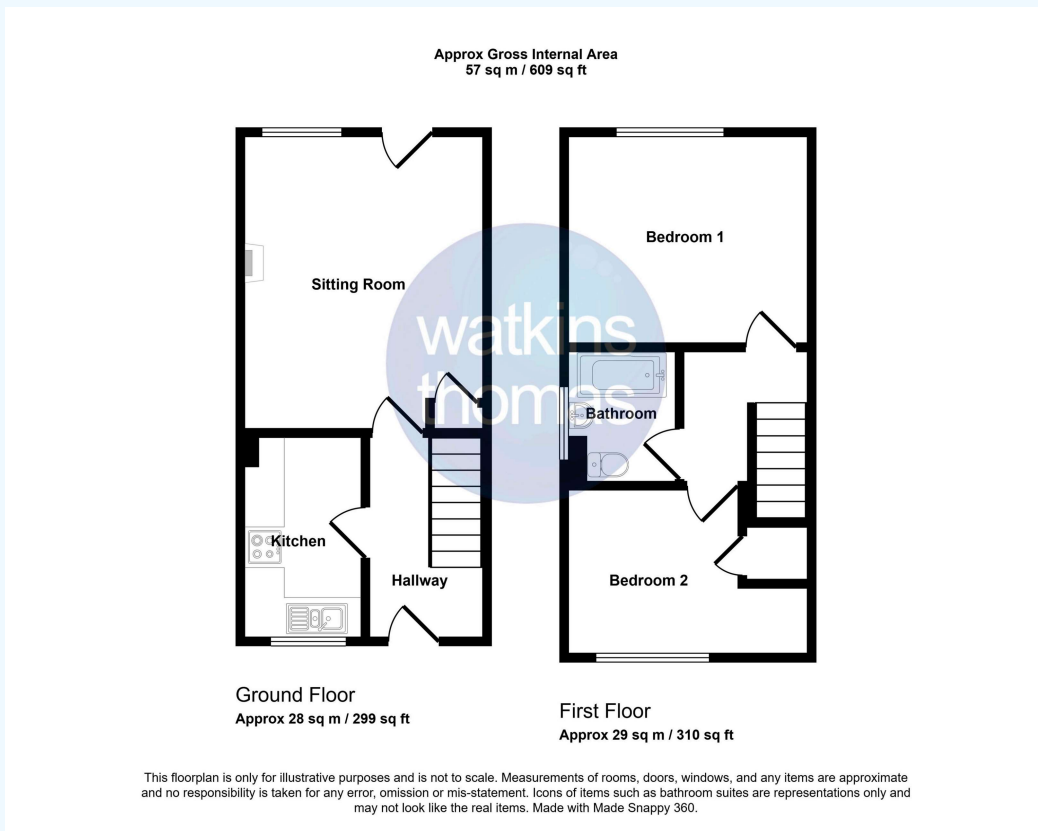 Approx Gross Internal Area
57 sq m / 609 sq ft
Bedroom 1
Sitting Room
watkins
thomas
Bathroom
Kitchen
Hallway
Bedroom 2
Ground Floor
Approx 28 sq m / 299 sq ft
First Floor
Approx 29 sq m / 310 sq ft
This floorplan is only for illustrative purposes and is not to scale. Measurements of rooms, doors, windows, and any items are approximate
and no responsibility is taken for any error, omission or mis-statement. Icons of items such as bathroom suites are representations only and
may not look like the real items. Made with Made Snappy 360.